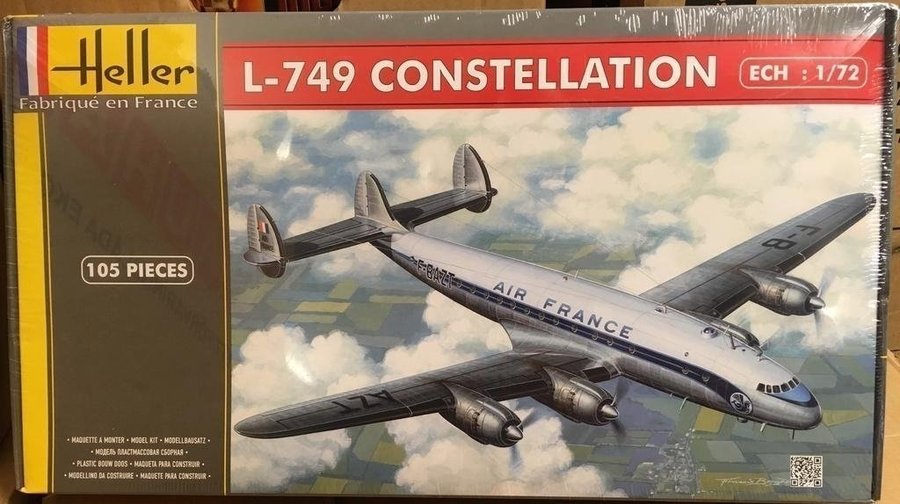 Heller
Fabriqué en France
L-749 CONSTELLATION
ECH : 1/72
105 PIECES
F-B
F-BAZT
AIR FRANCE
AZT
• MAQUETTE A MONTER • MODEL KIT • MODELLBAUSATZ •
• МОДЕЛЬ ПЛАСТМАССОВАЯ СБОРНАЯ •
• PLASTIC BOUW DOOS • MAQUETA PARA CONSTRUIR •
• MODELLINO DA COSTRUIRE • MAQUETE PARA CONSTRUIR •